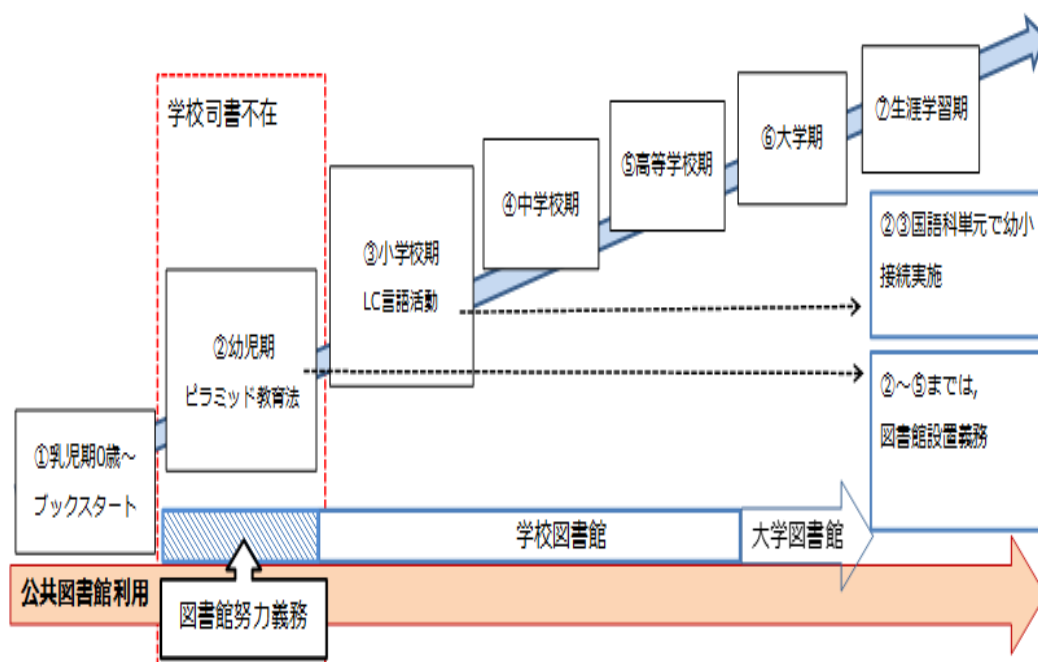 学校司書不在
①乳児期0歳～
ブックスタート
②幼児期
ピラミッド教育法
③小学校期
LC言語活動
④中学校期
⑤高等学校期
⑥大学期
⑦生涯学習期
②③国語科単元で幼小
接続実施
②～⑤までは,
図書館設置義務
学校図書館
大学図書館
公共図書館利用
図書館努力義務